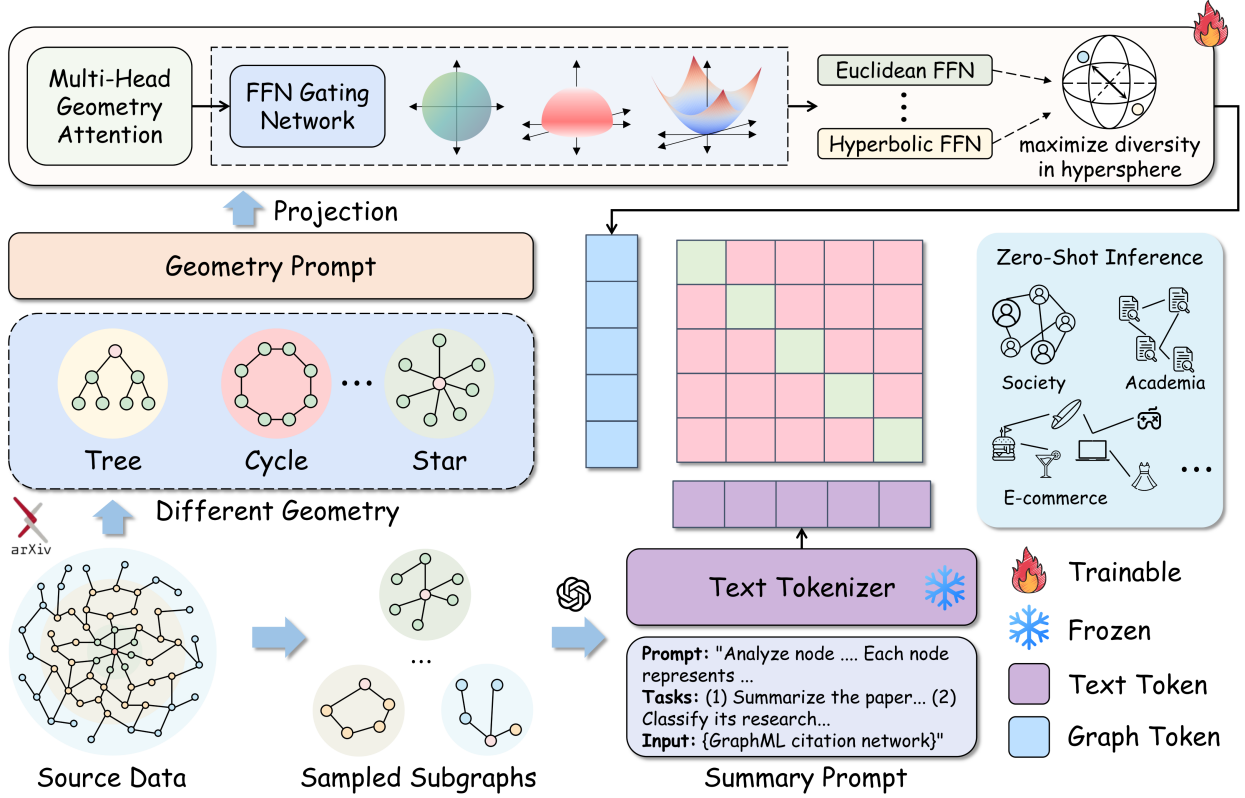 Multi-Head
Geometry
Attention
FFN Gating
Network
Euclidean FFN
Hyperbolic FFN
maximize diversity
in hypersphere
Projection
Geometry Prompt
Tree
Cycle
...
Star
Different Geometry
arXiv
Source Data
...
Sampled Subgraphs
Text Tokenizer
Prompt: "Analyze node .... Each node
represents ...
Tasks: (1) Summarize the paper... (2)
Classify its research...
Input: {GraphML citation network}"
Summary Prompt
Zero-Shot Inference
Society
Academia
E-commerce
...
Trainable
Frozen
Text Token
Graph Token